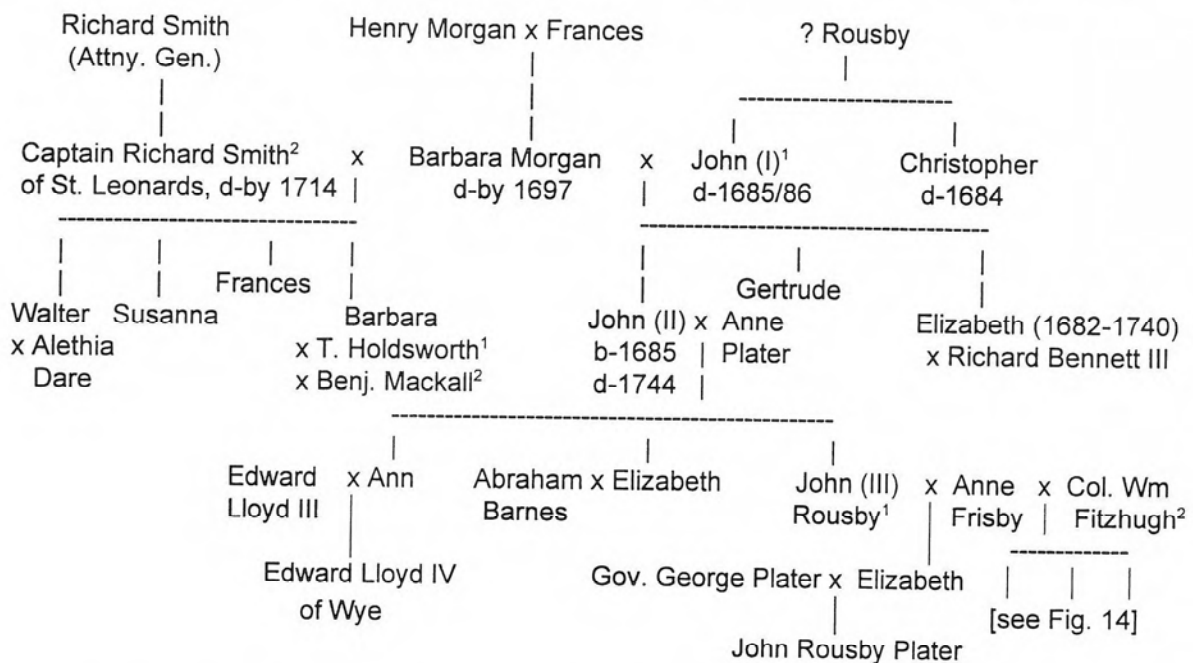 Richard Smith
(Attny. Gen.)
Henry Morgan x Frances
? Rousby
Captain Richard Smith² x Barbara Morgan x John (I)¹ Christopher
of St. Leonards, d-by 1714 d-by 1697 d-1685/86 d-1684
Frances Gertrude
Walter Susanna Barbara John (II) x Anne Elizabeth (1682-1740)
x Alethia x T. Holdsworth¹ b-1685 Plater x Richard Bennett III
Dare x Benj. Mackall² d-1744
Edward x Ann Abraham x Elizabeth John (III) x Anne x Col. Wm
Lloyd III Barnes Rousby¹ Frisby Fitzhugh²
Edward Lloyd IV Gov. George Plater x Elizabeth
of Wye [see Fig. 14]
John Rousby Plater